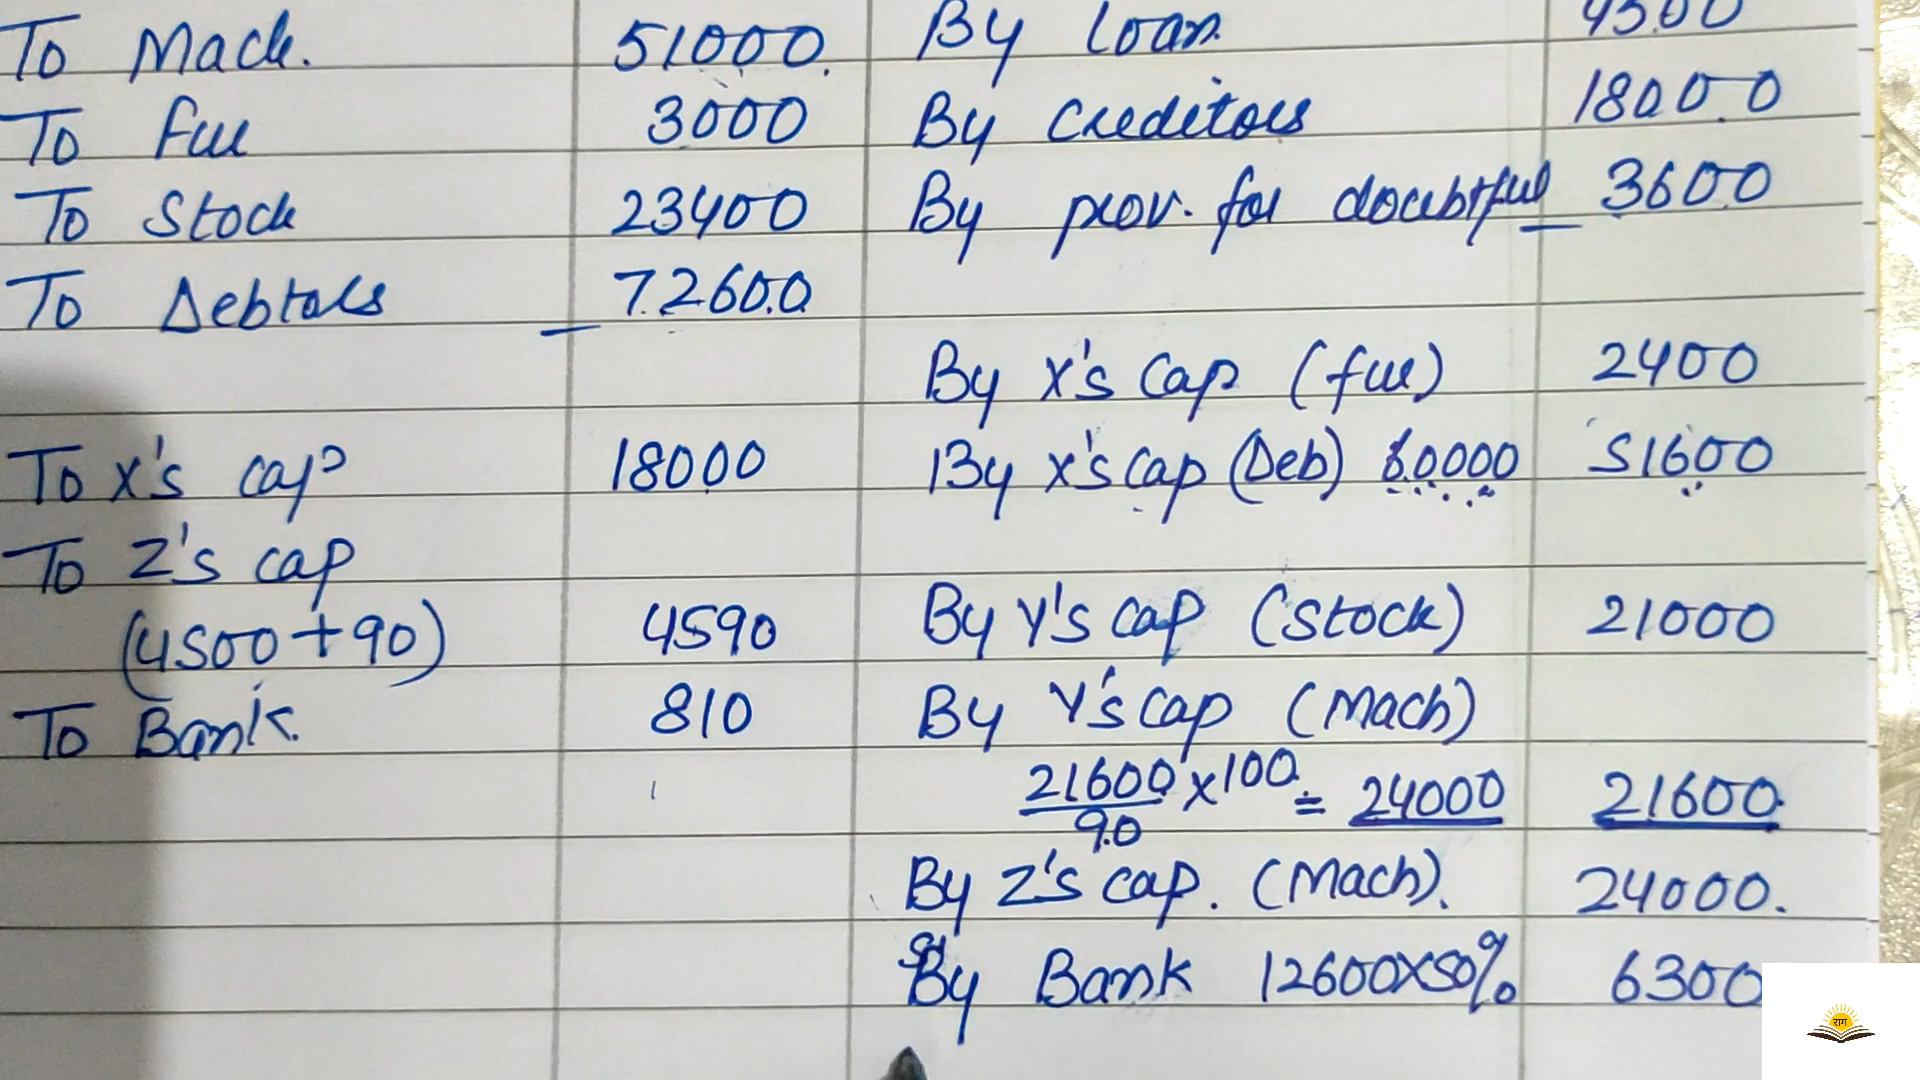 To Mach. 51000 By loan 4500
To Fur 3000 By Creditors 18000
To Stock 23400 By prov. for doubtful 3600
To Debtors 72600
By X's Cap (fur) 2400
To X's cap 18000 By X's cap (Deb) 60000 51600
To Z's cap
(4500+90) 4590 By Y's cap (Stock) 21000
To Bank. 810 By Y's cap (Mach)
21600/90 x100 = 24000 21600
By Z's cap. (Mach). 24000.
By Bank 12600x50% 6300
राम